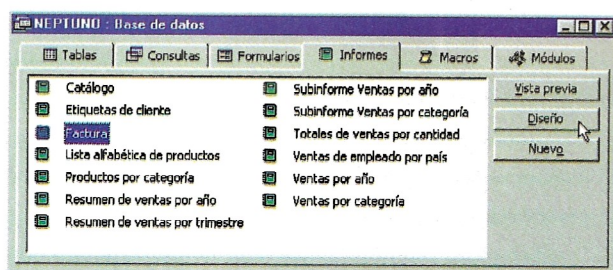 NEPTUNO : Base de datos
Tablas Consultas Formularios Informes Macros Módulos
Catálogo
Etiquetas de cliente
Factura
Lista alfabética de productos
Productos por categoría
Resumen de ventas por año
Resumen de ventas por trimestre
Subinforme Ventas por año
Subinforme Ventas por categoría
Totales de ventas por cantidad
Ventas de empleado por país
Ventas por año
Ventas por categoría
Vista previa
Diseño
Nuevo